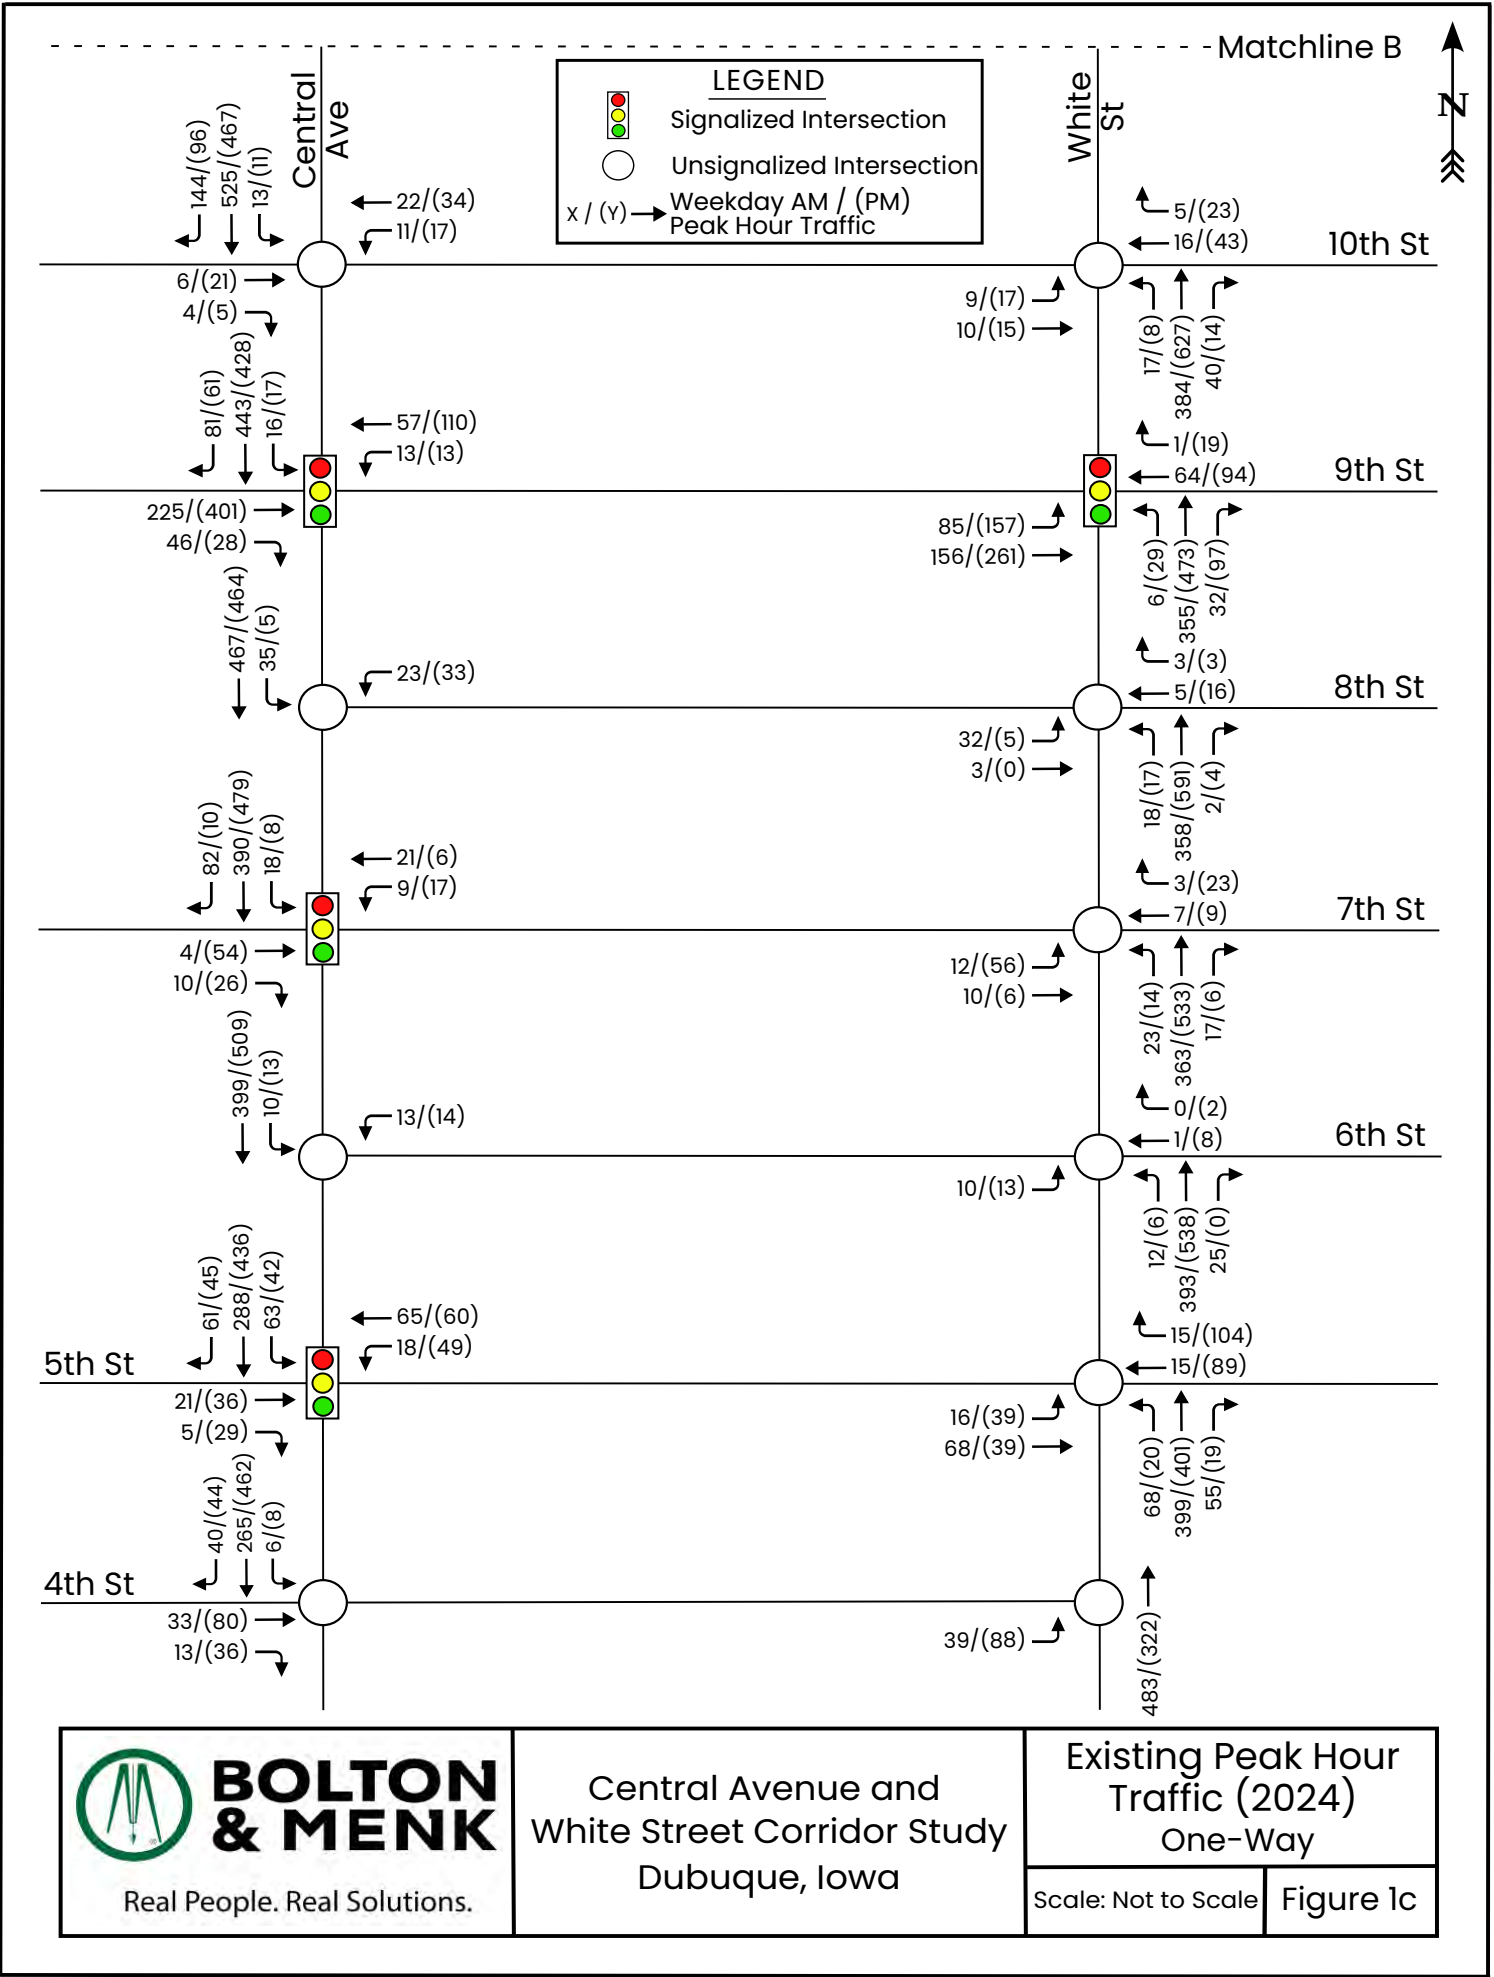 Matchline B
Central
Ave
White
St
N
LEGEND
Signalized Intersection
Unsignalized Intersection
X / (Y)
Weekday AM / (PM)
Peak Hour Traffic
144/(96)
525/(467)
13/(11)
22/(34)
11/(17)
6/(21)
4/(5)
5/(23)
16/(43)
10th St
9/(17)
10/(15)
17/(8)
384/(627)
40/(14)
81/(61)
443/(428)
16/(17)
57/(110)
13/(13)
225/(401)
46/(28)
1/(19)
64/(94)
9th St
85/(157)
156/(261)
6/(29)
355/(473)
32/(97)
467/(464)
35/(5)
23/(33)
3/(3)
5/(16)
8th St
32/(5)
3/(0)
18/(17)
358/(591)
2/(4)
82/(10)
390/(479)
18/(8)
21/(6)
9/(17)
4/(54)
10/(26)
3/(23)
7/(9)
7th St
12/(56)
10/(6)
23/(14)
363/(533)
17/(6)
399/(509)
10/(13)
13/(14)
0/(2)
1/(8)
6th St
10/(13)
12/(6)
393/(538)
25/(0)
61/(45)
288/(436)
63/(42)
65/(60)
18/(49)
5th St
21/(36)
5/(29)
15/(104)
15/(89)
16/(39)
68/(39)
68/(20)
399/(401)
55/(19)
40/(44)
265/(462)
6/(8)
4th St
33/(80)
13/(36)
39/(88)
483/(322)
BOLTON
& MENK
®
Real People. Real Solutions.
Central Avenue and
White Street Corridor Study
Dubuque, Iowa
Existing Peak Hour
Traffic (2024)
One-Way
Scale: Not to Scale
Figure 1c